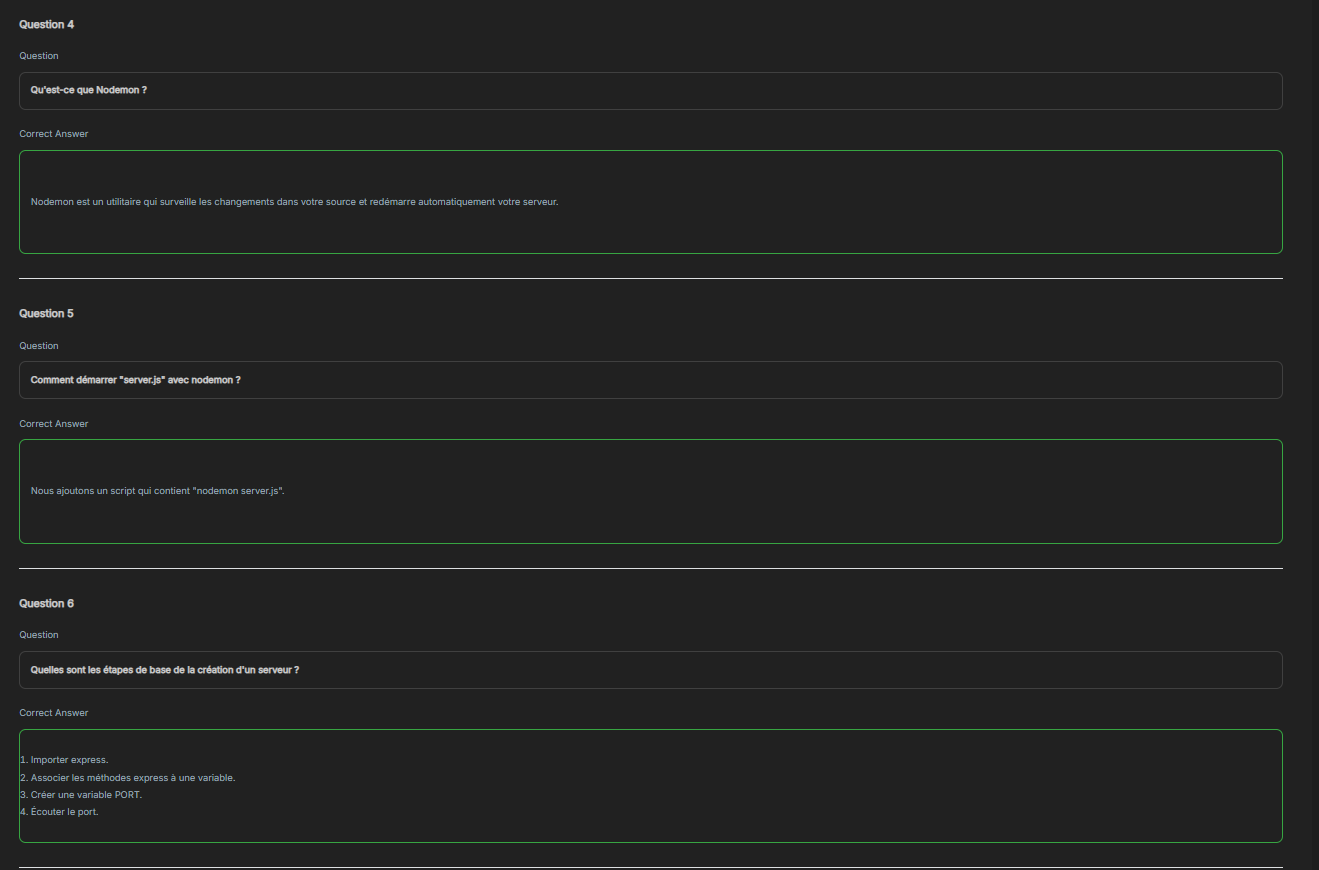 Question 4
Question
Qu'est-ce que Nodemon ?
Correct Answer
Nodemon est un utilitaire qui surveille les changements dans votre source et redémarre automatiquement votre serveur.
Question 5
Question
Comment démarrer "server.js" avec nodemon ?
Correct Answer
Nous ajoutons un script qui contient "nodemon server.js".
Question 6
Question
Quelles sont les étapes de base de la création d'un serveur ?
Correct Answer
1. Importer express.
2. Associer les méthodes express à une variable.
3. Créer une variable PORT.
4. Écouter le port.